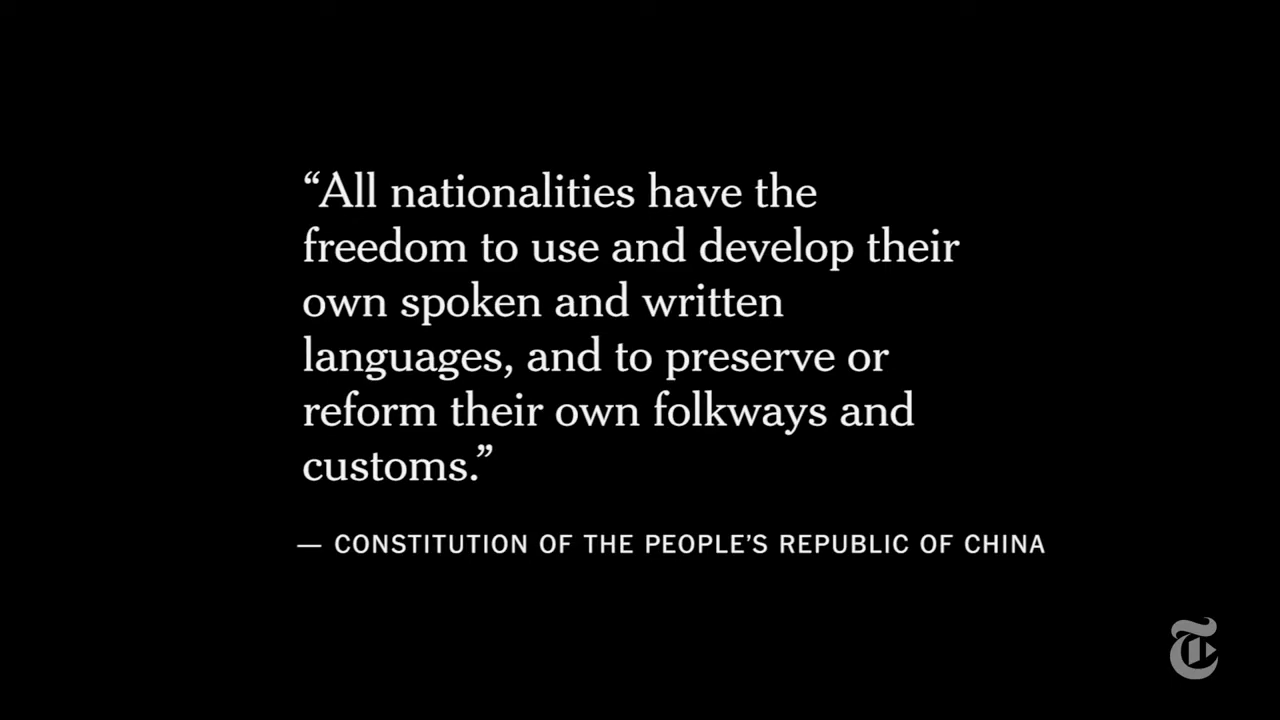 “All nationalities have the
freedom to use and develop their
own spoken and written
languages, and to preserve or
reform their own folkways and
customs.”
— CONSTITUTION OF THE PEOPLE’S REPUBLIC OF CHINA
T